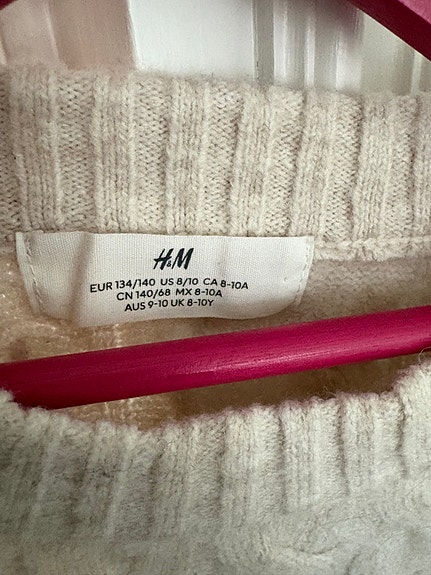 H&M
EUR 134/140 US 8/10 CA 8-10A
CN 140/68 MX 8-10A
AUS 9-10 UK 8-10Y